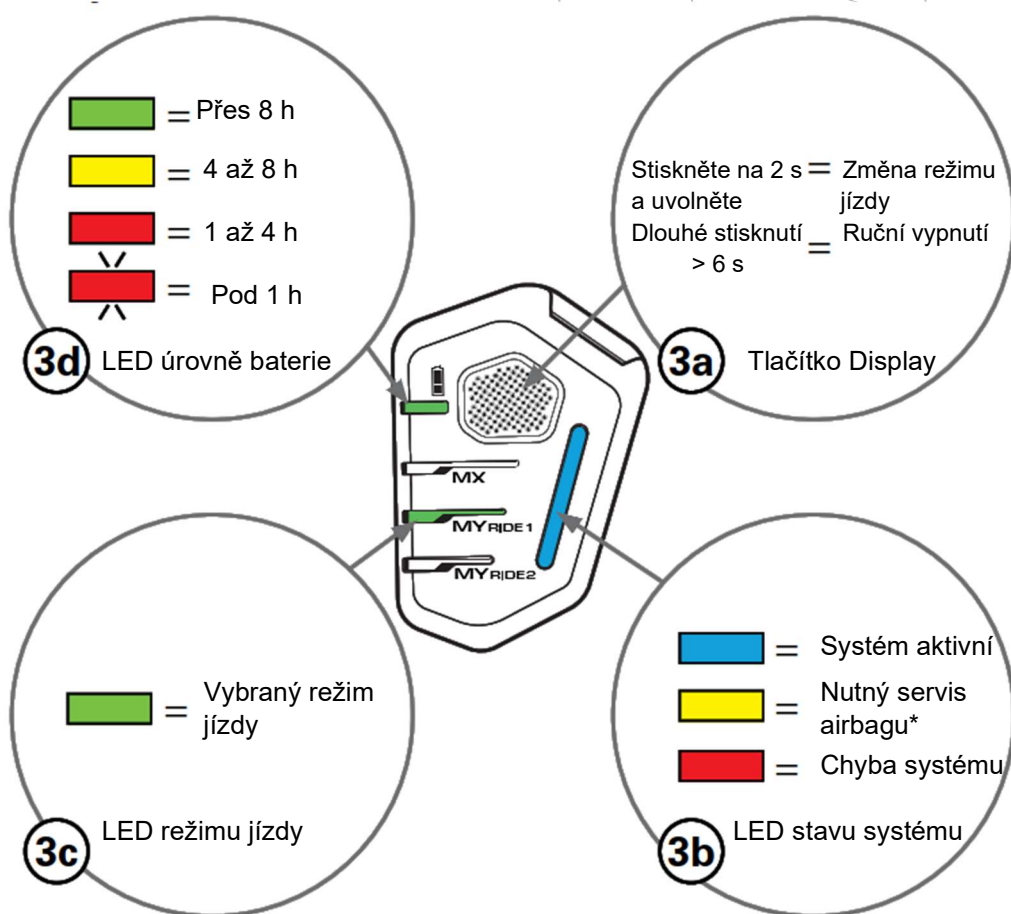 = Přes 8 h
= 4 až 8 h
= 1 až 4 h
= Pod 1 h
3d LED úrovně baterie
Stiskněte na 2 s = Změna režimu
a uvolněte jízdy
Dlouhé stisknutí = Ruční vypnutí
> 6 s
3a Tlačítko Display
MX
MYRIDE1
MYRIDE2
= Vybraný režim
jízdy
3c LED režimu jízdy
= Systém aktivní
= Nutný servis
airbagu*
= Chyba systému
3b LED stavu systému